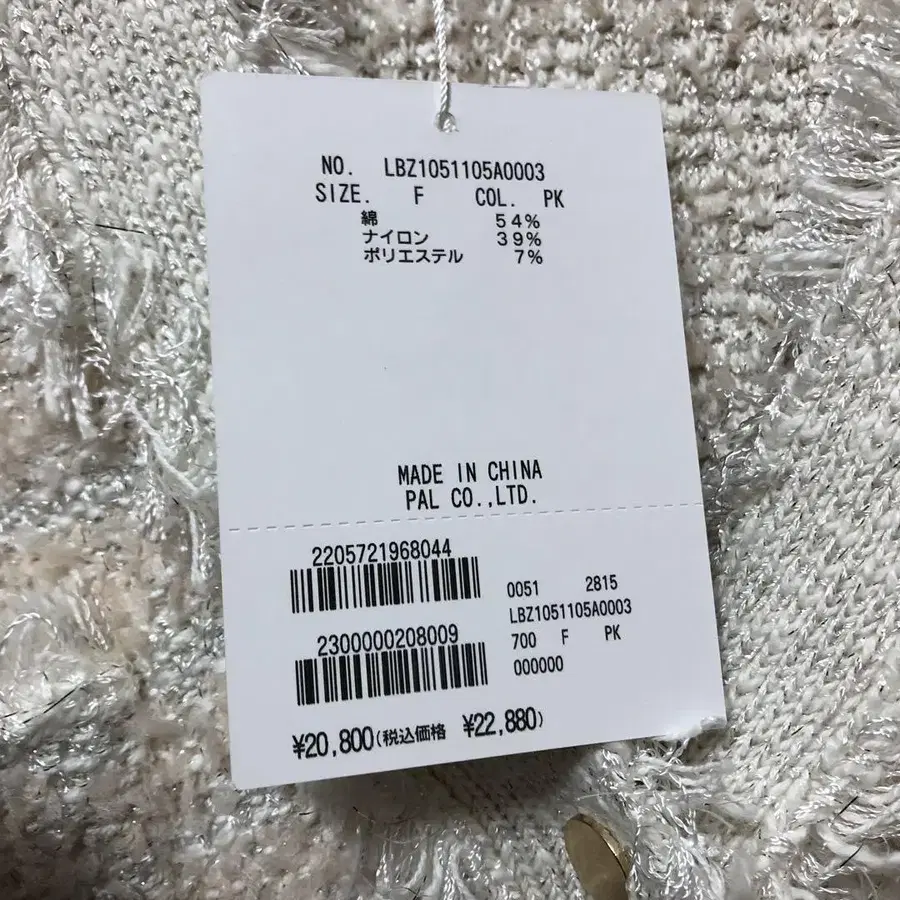 NO. LBZ1051105A0003
SIZE. F COL. PK
綿 54%
ナイロン 39%
ポリエステル 7%
MADE IN CHINA
PAL CO.,LTD.
2205721968044
0051 2815
LBZ1051105A0003
2300000208009
700 F PK
000000
¥20,800(税込価格 ¥22,880)